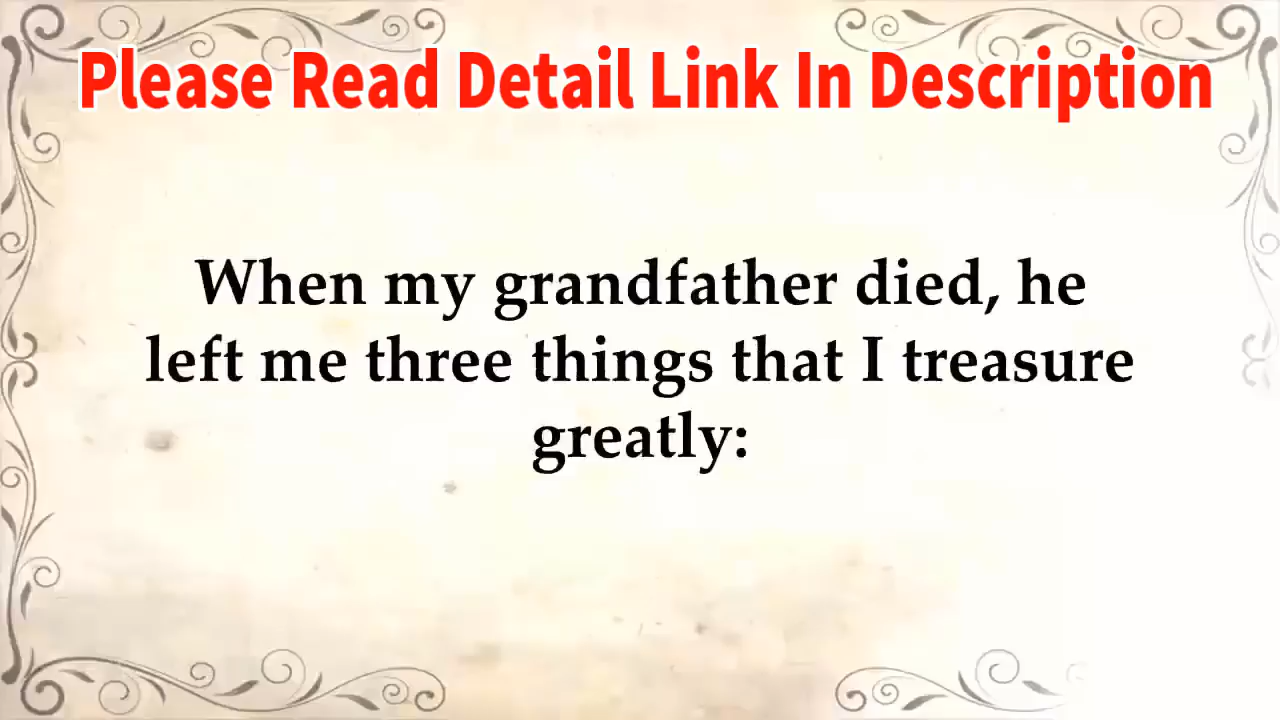 Please Read Detail Link In Description
When my grandfather died, he
left me three things that I treasure
greatly: